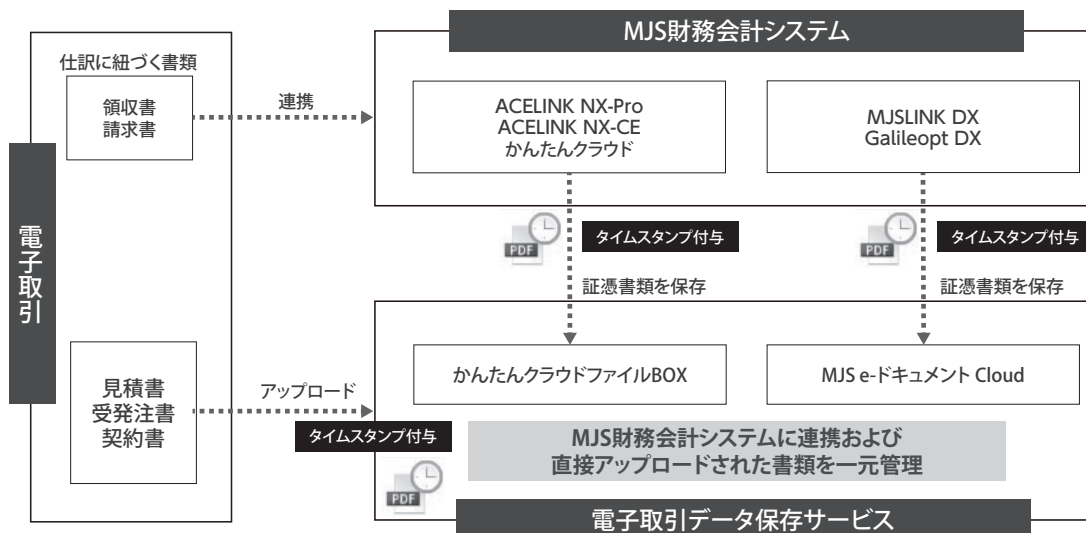 電子取引
仕訳に紐づく書類
領収書
請求書
連携
MJS財務会計システム
ACELINK NX-Pro
ACELINK NX-CE
かんたんクラウド
MJSLINK DX
Galileopt DX
PDF
タイムスタンプ付与
PDF
タイムスタンプ付与
証憑書類を保存
証憑書類を保存
見積書
受発注書
契約書
アップロード
タイムスタンプ付与
PDF
かんたんクラウドファイルBOX
MJS e-ドキュメント Cloud
MJS財務会計システムに連携および
直接アップロードされた書類を一元管理
電子取引データ保存サービス